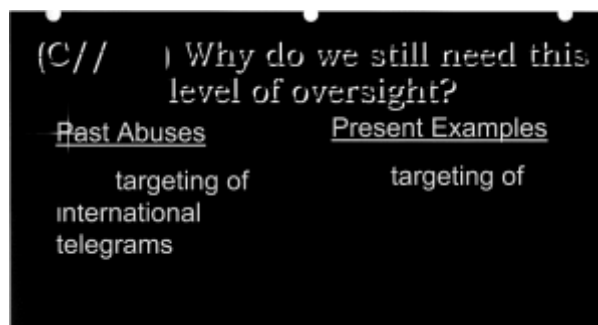 (C// ) Why do we still need this
level of oversight?
Past Abuses
targeting of
international
telegrams
Present Examples
targeting of